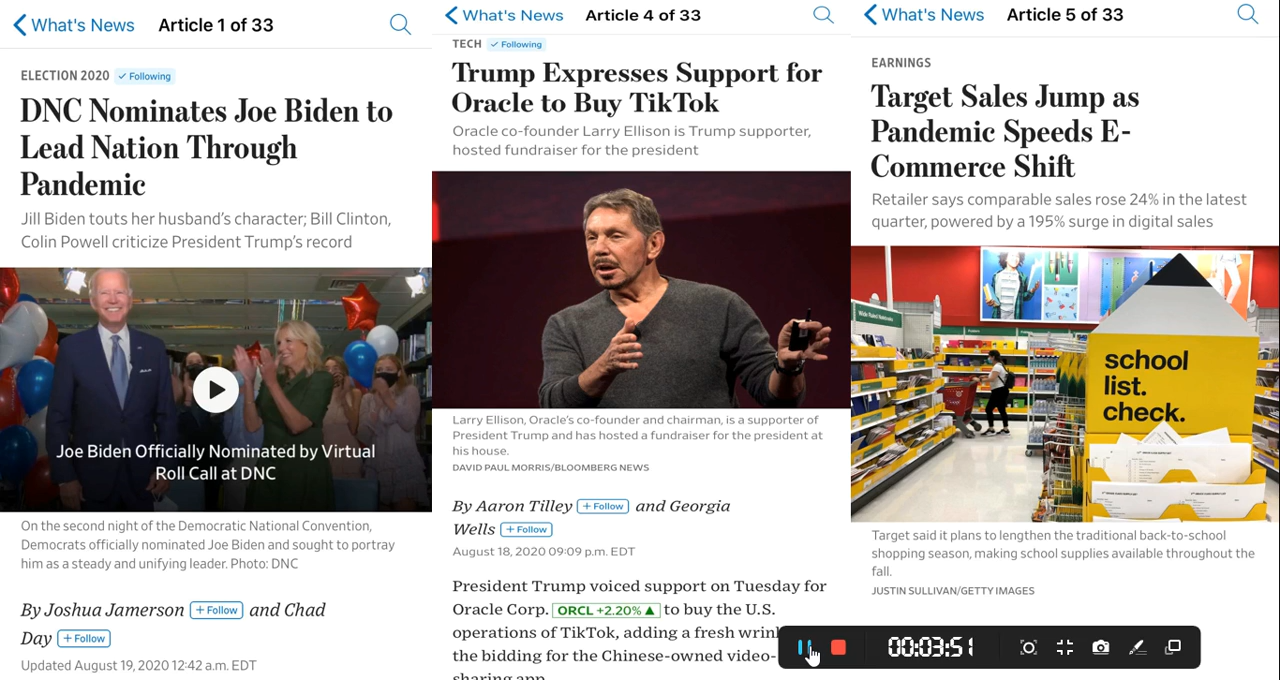 What's News
Article 1 of 33
ELECTION 2020 ✓ Following
DNC Nominates Joe Biden to
Lead Nation Through
Pandemic
Jill Biden touts her husband's character; Bill Clinton,
Colin Powell criticize President Trump's record
Joe Biden Officially Nominated by Virtual
Roll Call at DNC
On the second night of the Democratic National Convention,
Democrats officially nominated Joe Biden and sought to portray
him as a steady and unifying leader. Photo: DNC
By Joshua Jamerson + Follow and Chad
Day + Follow
Updated August 19, 2020 12:42 a.m. EDT
What's News
Article 4 of 33
TECH ✓ Following
Trump Expresses Support for
Oracle to Buy TikTok
Oracle co-founder Larry Ellison is Trump supporter,
hosted fundraiser for the president
Larry Ellison, Oracle's co-founder and chairman, is a supporter of
President Trump and has hosted a fundraiser for the president at
his house.
DAVID PAUL MORRIS/BLOOMBERG NEWS
By Aaron Tilley + Follow and Georgia
Wells + Follow
August 18, 2020 09:09 p.m. EDT
President Trump voiced support on Tuesday for
Oracle Corp. ORCL +2.20% ▲ to buy the U.S.
operations of TikTok, adding a fresh
the bidding for the Chinese-owned video-
sharing app
What's News
Article 5 of 33
EARNINGS
Target Sales Jump as
Pandemic Speeds E-
Commerce Shift
Retailer says comparable sales rose 24% in the latest
quarter, powered by a 195% surge in digital sales
Wide Ruled Notebooks
school
list.
check.
Target said it plans to lengthen the traditional back-to-school
shopping season, making school supplies available throughout the
fall.
JUSTIN SULLIVAN/GETTY IMAGES
00:03:51